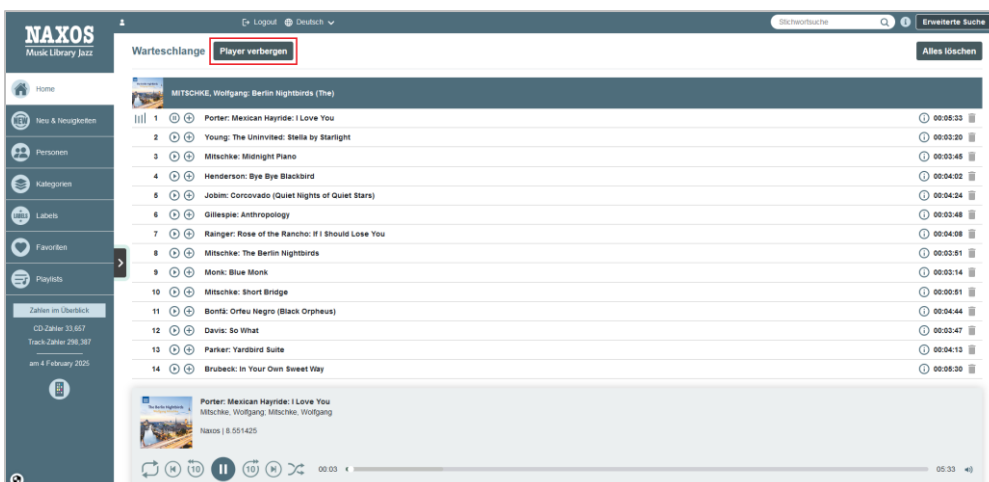 NAXOS
Music Library Jazz
Logout Deutsch
Stichwortsuche
Erweiterte Suche
Warteschlange Player verbergen
Alles löschen
Home
Neu & Neuigkeiten
Personen
Kategorien
Labels
Favoriten
Playlists
Zahlen im Überblick
CD-Zähler 33,657
Track-Zähler 298,387
am 4 February 2025
MITSCHKE, Wolfgang: Berlin Nightbirds (The)
1 Porter: Mexican Hayride: I Love You 00:05:33
2 Young: The Uninvited: Stella by Starlight 00:03:20
3 Mitschke: Midnight Piano 00:03:45
4 Henderson: Bye Bye Blackbird 00:04:02
5 Jobim: Corcovado (Quiet Nights of Quiet Stars) 00:04:24
6 Gillespie: Anthropology 00:03:48
7 Rainger: Rose of the Rancho: If I Should Lose You 00:04:08
8 Mitschke: The Berlin Nightbirds 00:03:51
9 Monk: Blue Monk 00:03:14
10 Mitschke: Short Bridge 00:00:51
11 Bonfá: Orfeu Negro (Black Orpheus) 00:04:44
12 Davis: So What 00:03:47
13 Parker: Yardbird Suite 00:04:13
14 Brubeck: In Your Own Sweet Way 00:05:30
Porter: Mexican Hayride: I Love You
Mitschke, Wolfgang; Mitschke, Wolfgang
Naxos | 8.551425
10 10 00:03 05:33